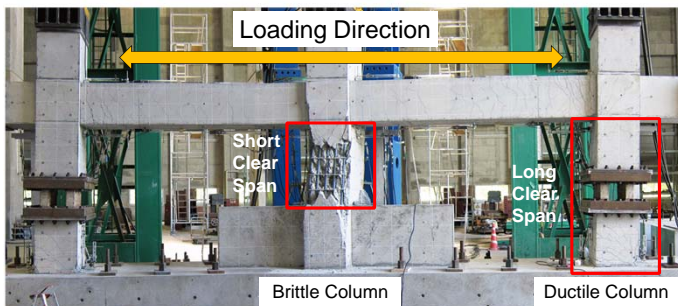 Loading Direction
Short
Clear
Span
Long
Clear
Span
Brittle Column
Ductile Column